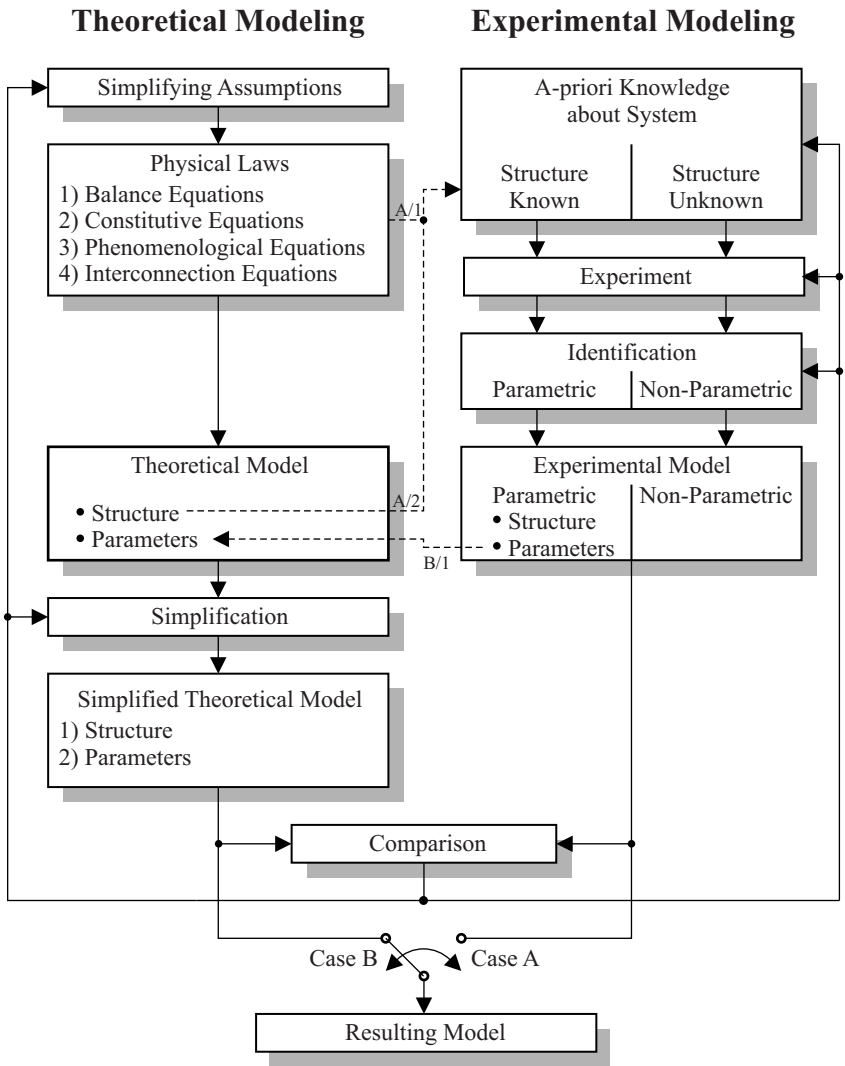 Theoretical Modeling
Experimental Modeling
Simplifying Assumptions
Physical Laws
1) Balance Equations
2) Constitutive Equations
3) Phenomenological Equations
4) Interconnection Equations
A/1
A-priori Knowledge
about System
Structure
Known
Structure
Unknown
Experiment
Identification
Parametric
Non-Parametric
Theoretical Model
• Structure
• Parameters
A/2
B/1
Experimental Model
Parametric
• Structure
• Parameters
Non-Parametric
Simplification
Simplified Theoretical Model
1) Structure
2) Parameters
Comparison
Case B
Case A
Resulting Model